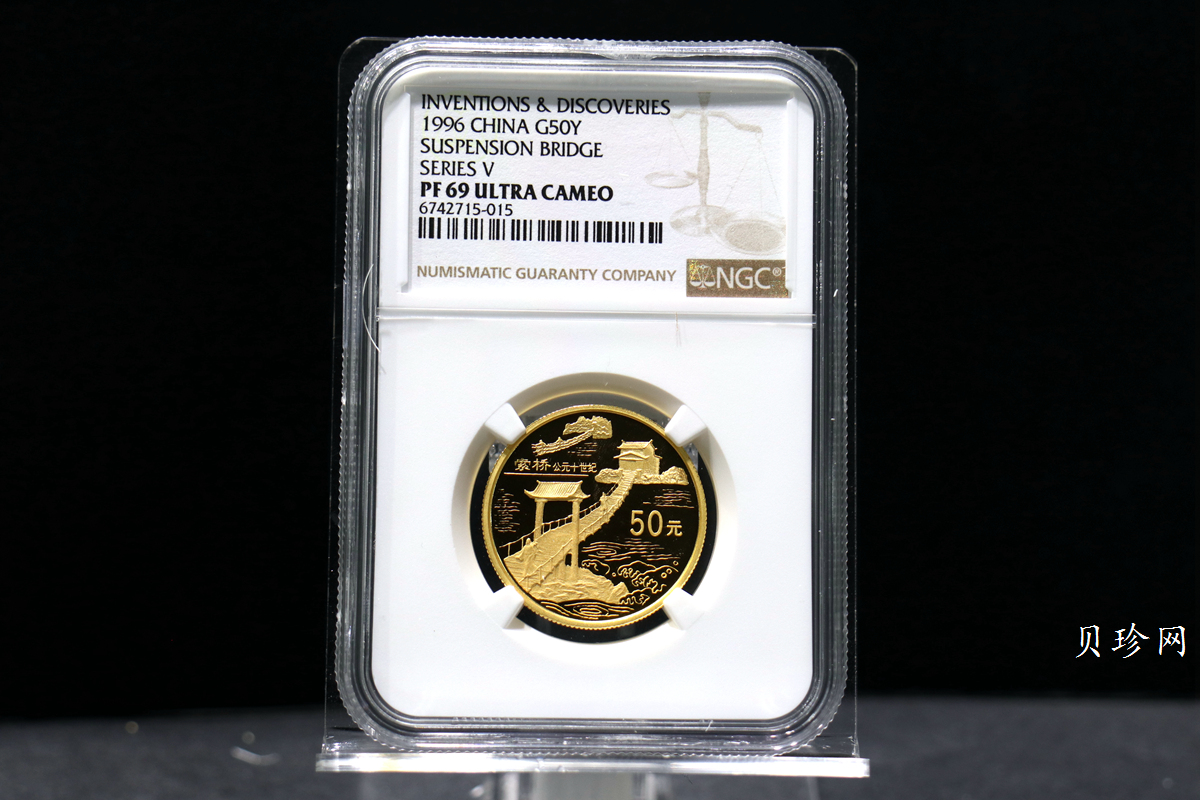 INVENTIONS & DISCOVERIES
1996 CHINA G50Y
SUSPENSION BRIDGE
SERIES V
PF 69 ULTRA CAMEO
6742715-015
NUMISMATIC GUARANTY COMPANY
NGC®
索桥 公元十世纪
50元
贝珍网